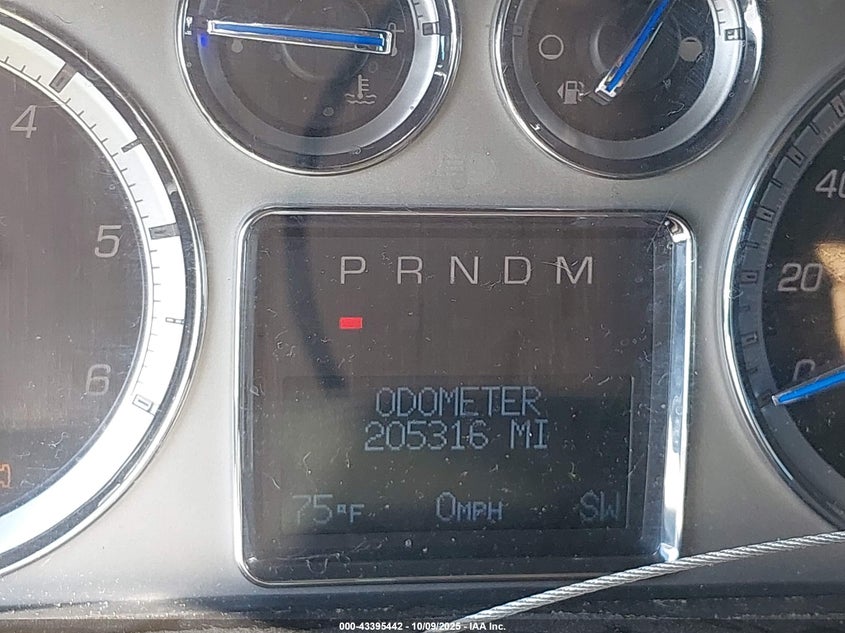 4
5
6
40
20
0
P R N D M
ODOMETER
205316 MI
75°F 0MPH SW
000-43395442 - 10/09/2025 - IAA Inc.